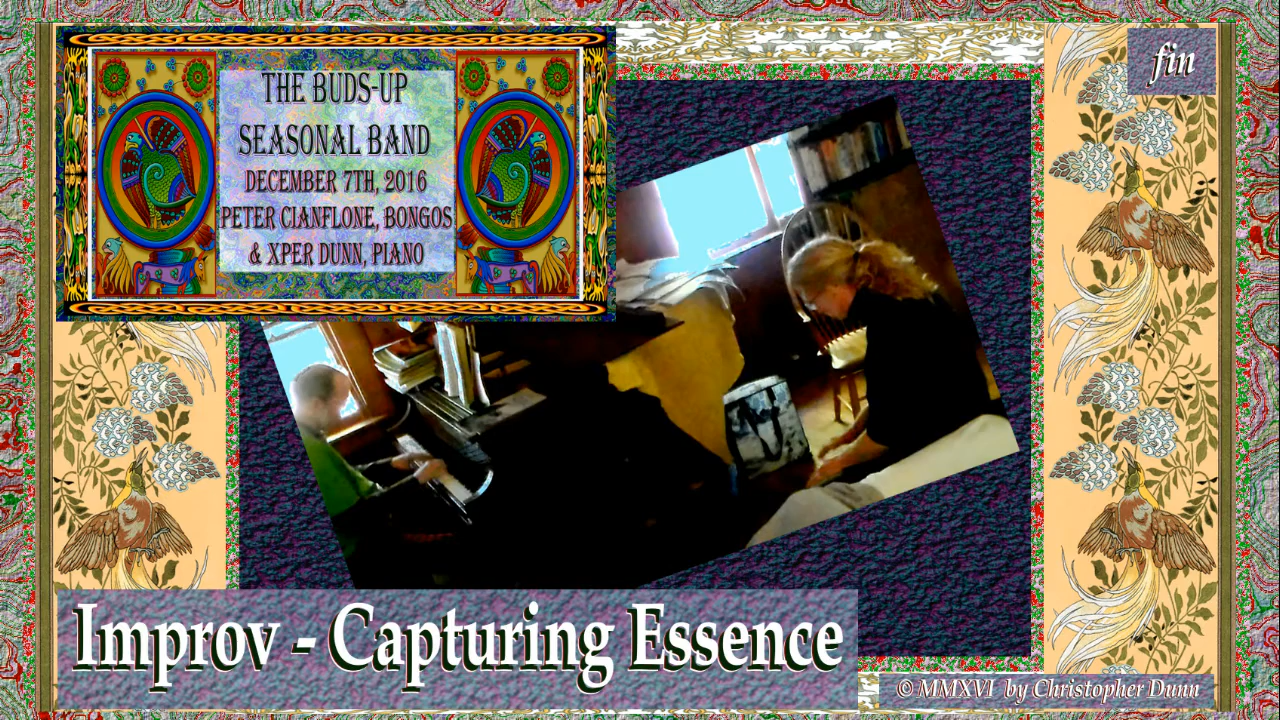 THE BUDS-UP
SEASONAL BAND
DECEMBER 7TH, 2016
PETER CIANFLONE, BONGOS
& XPER DUNN, PIANO
fin
Improv - Capturing Essence
© MMXVI by Christopher Dunn